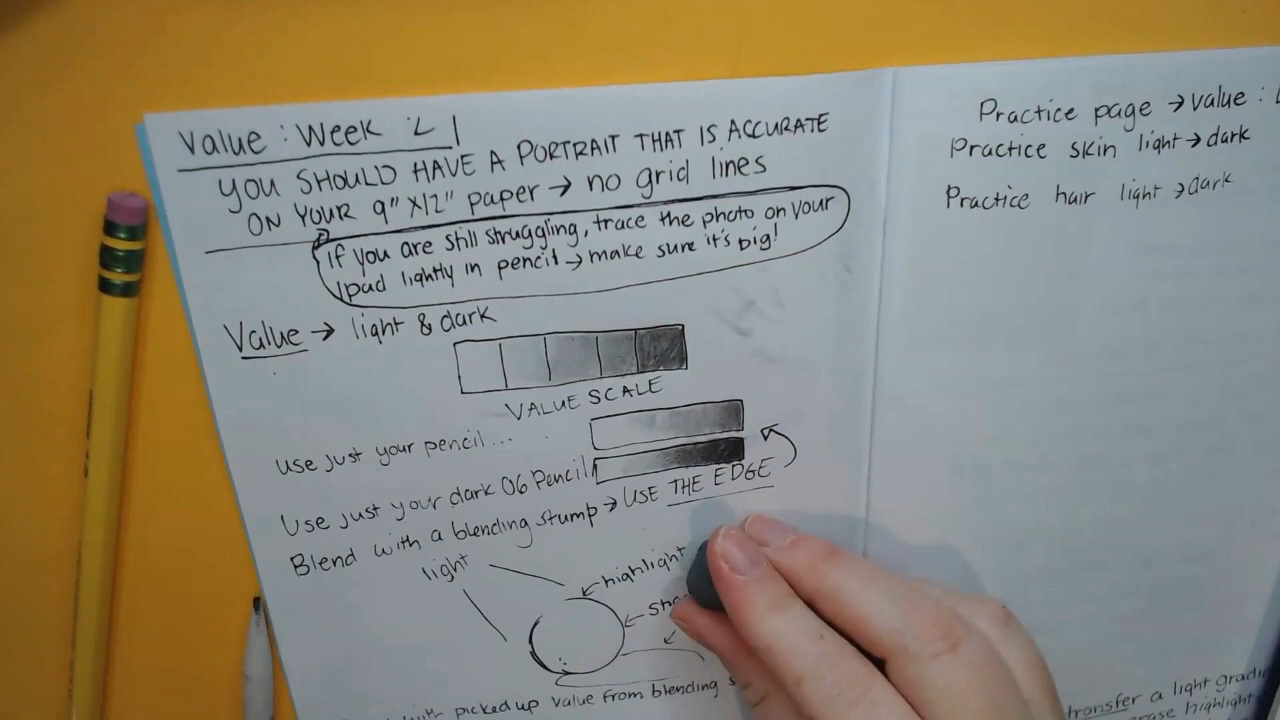 Value: Week 21
YOU SHOULD HAVE A PORTRAIT THAT IS ACCURATE
ON YOUR 9" X12" paper → no grid lines
If you are still struggling, trace the photo on your
Ipad lightly in pencil → make sure it's big!
Value → light & dark
VALUE SCALE
Use just your pencil...
Use just your dark 06 Pencil
Blend with a blending stump → USE THE EDGE
light
highlight
with picked up value from blending
Practice page → value:
Practice skin light → dark
Practice hair light → dark
transfer a light
highlight